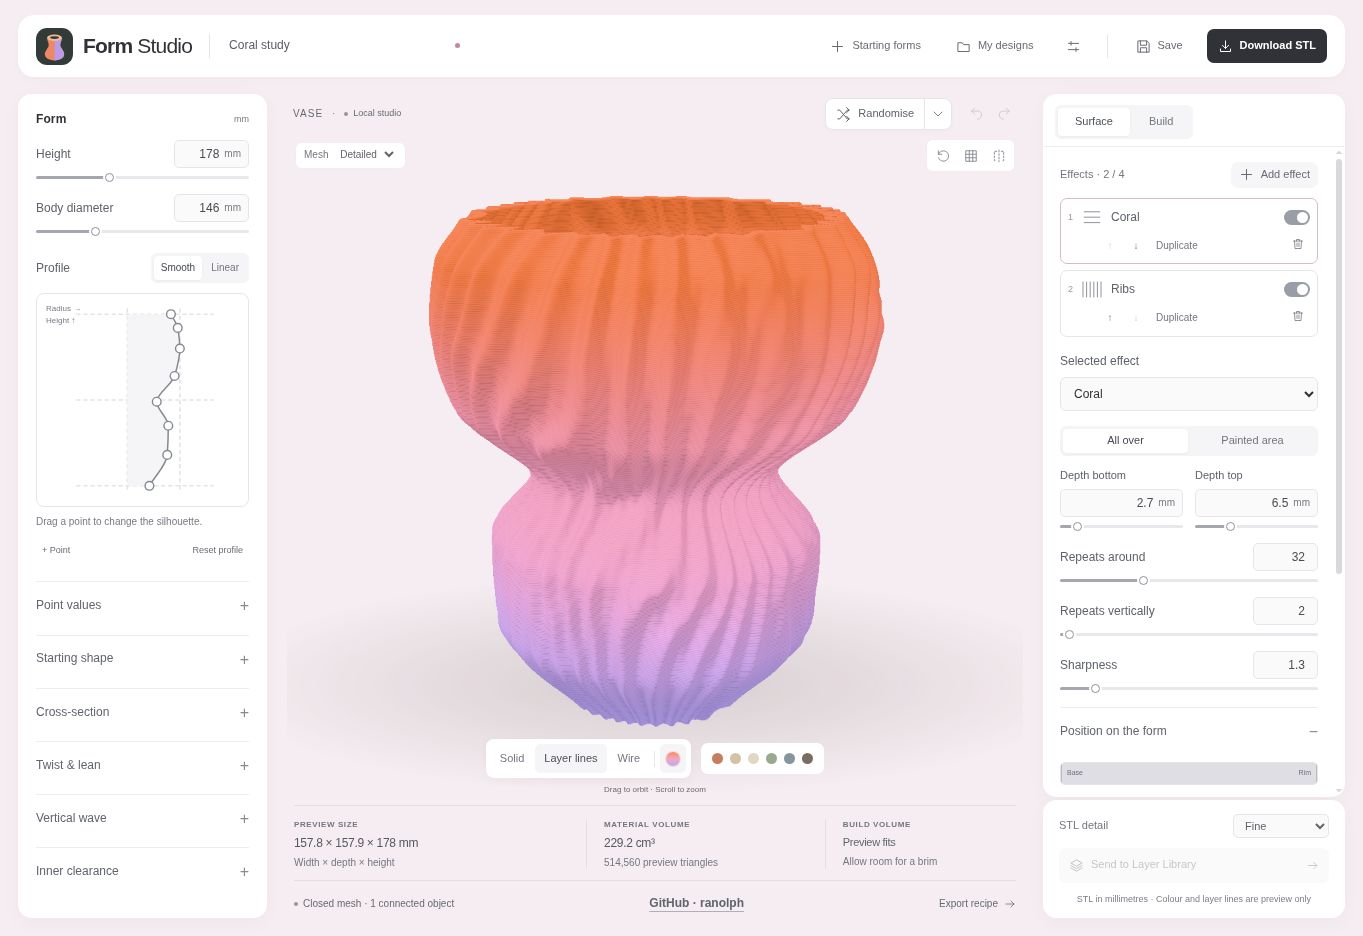 Form Studio
Coral study
Starting forms
My designs
Save
Download STL
Form
mm
Height
178 mm
Body diameter
146 mm
Profile
Smooth
Linear
Radius →
Height ↑
Drag a point to change the silhouette.
+ Point
Reset profile
Point values +
Starting shape +
Cross-section +
Twist & lean +
Vertical wave +
Inner clearance +
VASE · Local studio
Randomise
Mesh Detailed
Solid
Layer lines
Wire
Drag to orbit · Scroll to zoom
PREVIEW SIZE
157.8 × 157.9 × 178 mm
Width × depth × height
MATERIAL VOLUME
229.2 cm³
514,560 preview triangles
BUILD VOLUME
Preview fits
Allow room for a brim
Closed mesh · 1 connected object
GitHub · ranolph
Export recipe →
Surface
Build
Effects · 2 / 4
Add effect
1 Coral
↑ ↓ Duplicate
2 Ribs
↑ ↓ Duplicate
Selected effect
Coral
All over
Painted area
Depth bottom
2.7 mm
Depth top
6.5 mm
Repeats around
32
Repeats vertically
2
Sharpness
1.3
Position on the form −
Base
Rim
STL detail
Fine
Send to Layer Library →
STL in millimetres · Colour and layer lines are preview only